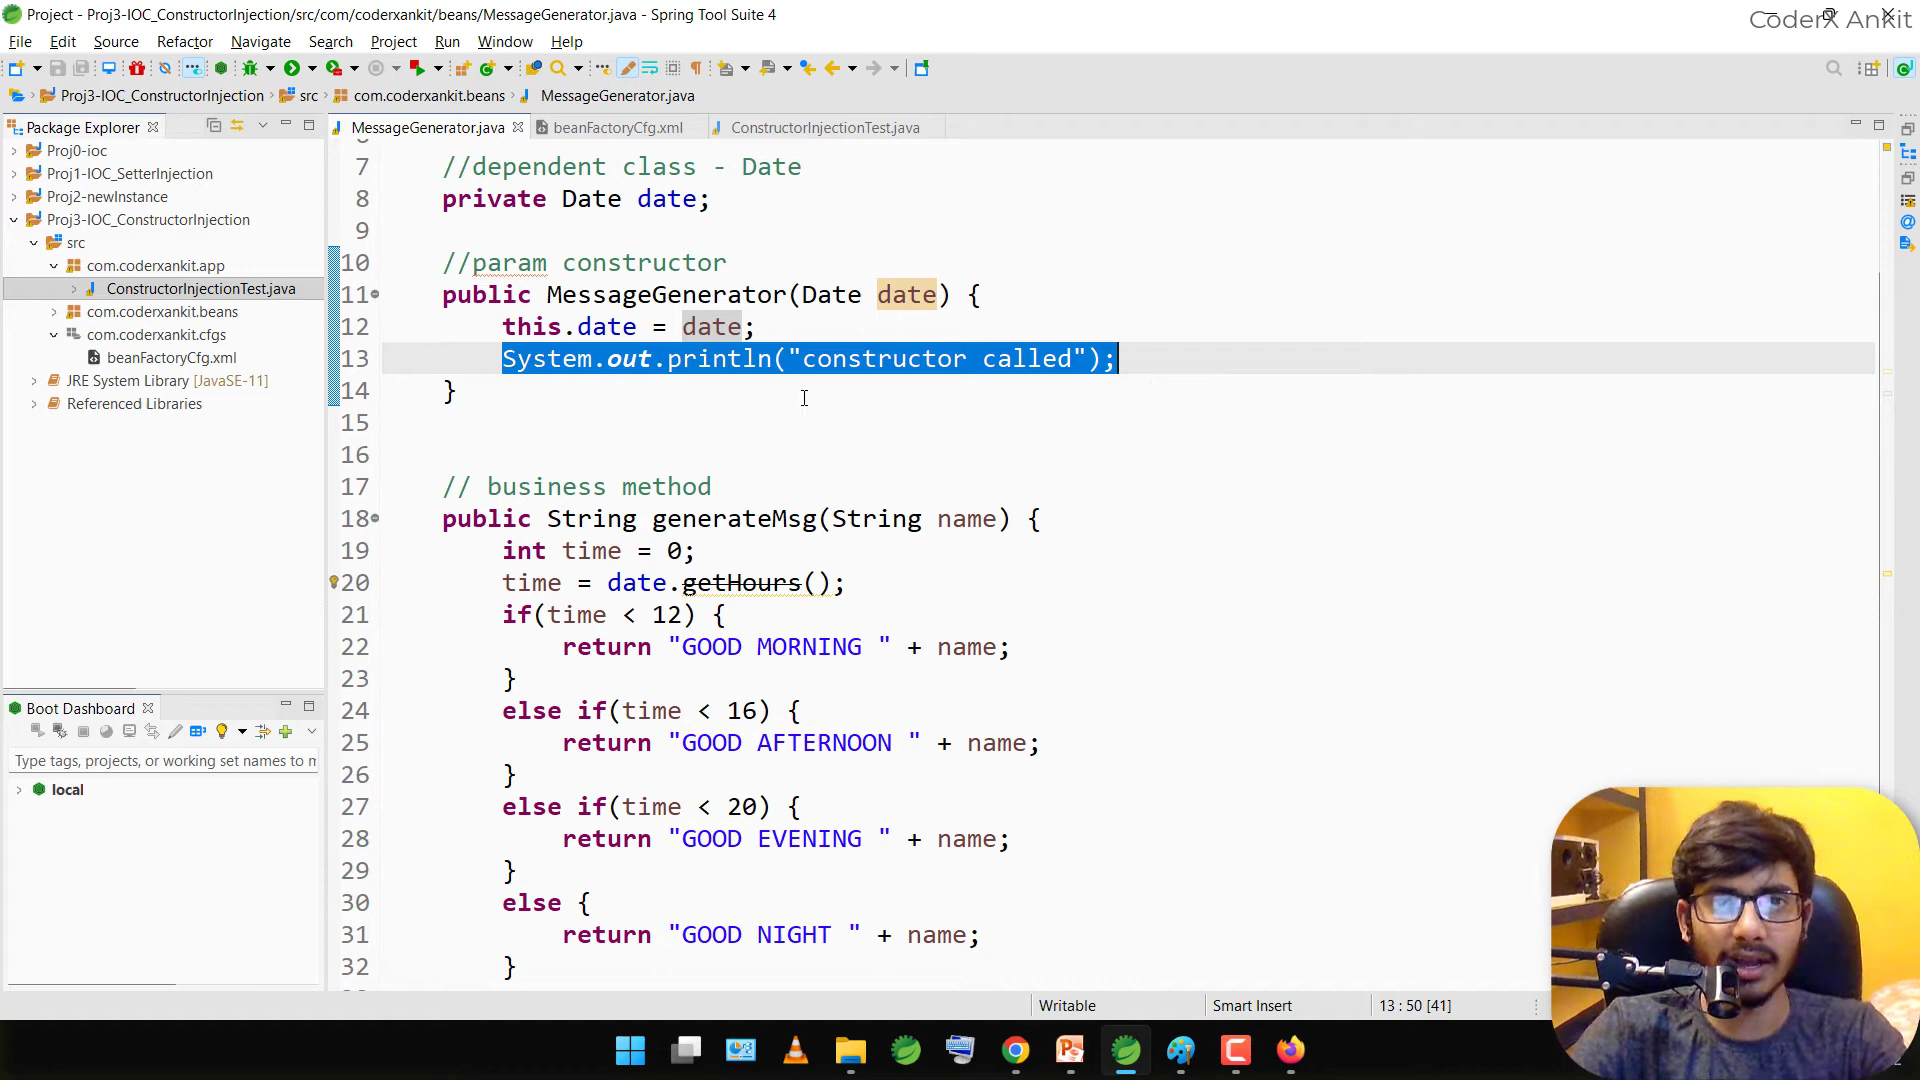 Project - Proj3-IOC_ConstructorInjection/src/com/coderxankit/beans/MessageGenerator.java - Spring Tool Suite 4
CoderX Ankit
File Edit Source Refactor Navigate Search Project Run Window Help
Proj3-IOC_ConstructorInjection src com.coderxankit.beans MessageGenerator.java
Package Explorer
Proj0-ioc
Proj1-IOC_SetterInjection
Proj2-newInstance
Proj3-IOC_ConstructorInjection
src
com.coderxankit.app
ConstructorInjectionTest.java
com.coderxankit.beans
com.coderxankit.cfgs
beanFactoryCfg.xml
JRE System Library [JavaSE-11]
Referenced Libraries
Boot Dashboard
Type tags, projects, or working set names to m
local
MessageGenerator.java beanFactoryCfg.xml ConstructorInjectionTest.java
7 //dependent class - Date
8 private Date date;
9
10 //param constructor
11 public MessageGenerator(Date date) {
12 this.date = date;
13 System.out.println("constructor called");
14 }
15
16
17 // business method
18 public String generateMsg(String name) {
19 int time = 0;
20 time = date.getHours();
21 if(time < 12) {
22 return "GOOD MORNING " + name;
23 }
24 else if(time < 16) {
25 return "GOOD AFTERNOON " + name;
26 }
27 else if(time < 20) {
28 return "GOOD EVENING " + name;
29 }
30 else {
31 return "GOOD NIGHT " + name;
32 }
Writable Smart Insert 13 : 50 [41]